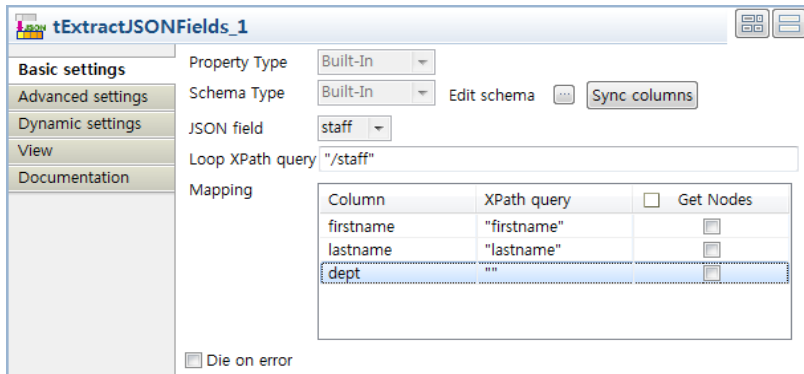 JSON tExtractJSONFields_1
Basic settings
Advanced settings
Dynamic settings
View
Documentation
Property Type Built-In
Schema Type Built-In Edit schema ... Sync columns
JSON field staff
Loop XPath query "/staff"
Mapping
Column XPath query Get Nodes
firstname "firstname"
lastname "lastname"
dept ""
Die on error